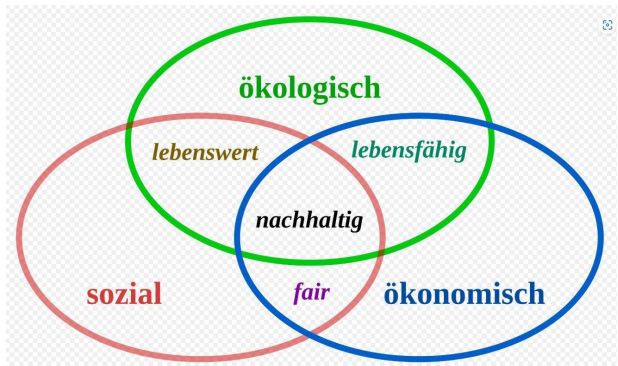 ökologisch
lebenswert
lebensfähig
nachhaltig
sozial
fair
ökonomisch